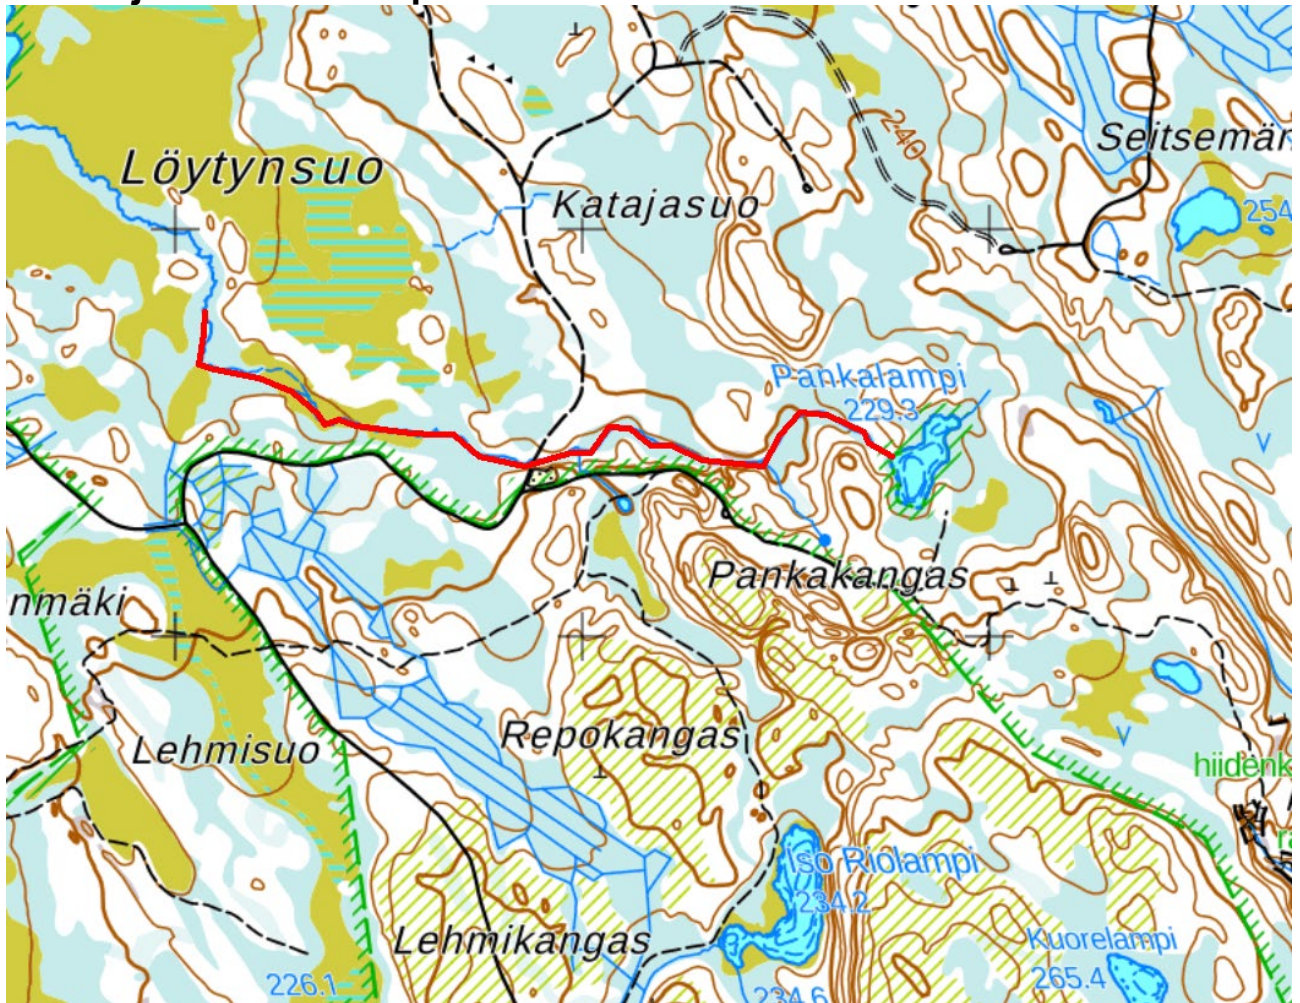 Löytynsuo
240
Seitsemän
Katajasuo
254
Pankalampi
229.3
V
Pankakangas
nmäki
Repokangas
Lehmisuo
V
hiidenk
Iso Riolampi
234.2
Lehmikangas
Kuorelampi
265.4
226.1
234.6